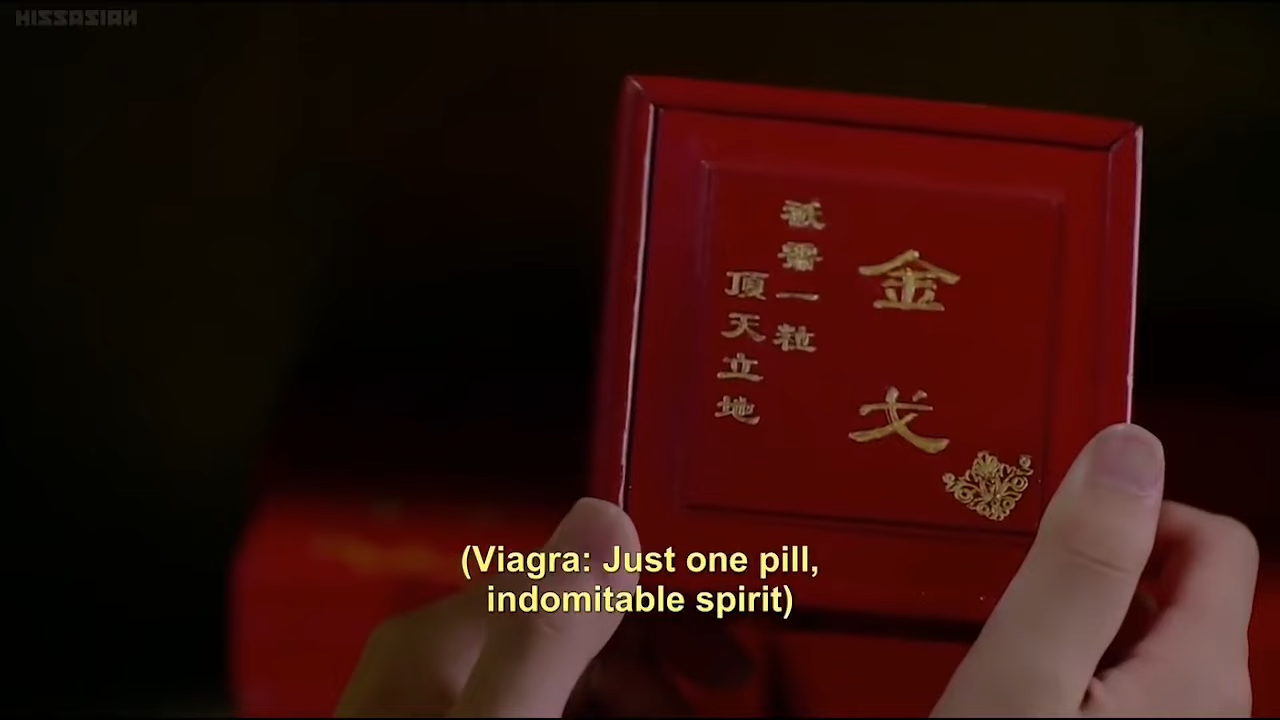 KISSASIAN
金戈
祇需一粒
頂天立地
(Viagra: Just one pill,
indomitable spirit)